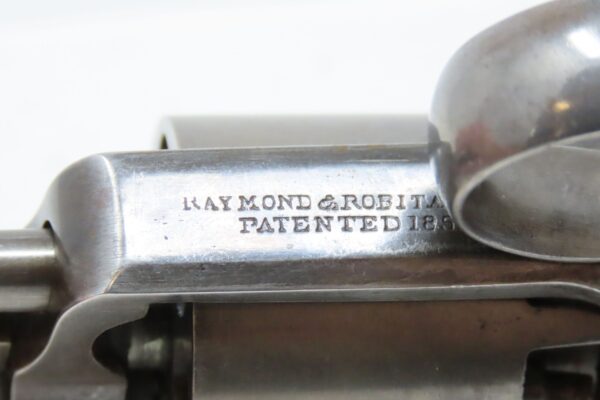 RAYMOND & ROBITA
PATENTED 185